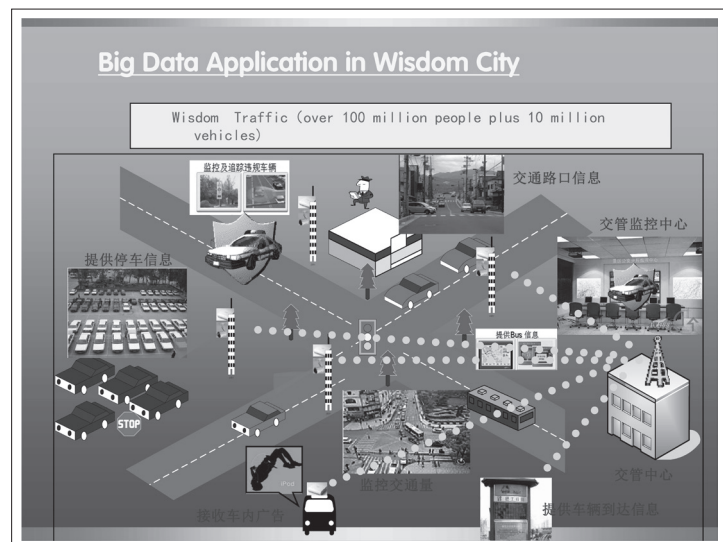 Big Data Application in Wisdom City
Wisdom Traffic (over 100 million people plus 10 million
vehicles)
监控及追踪违规车辆
交通路口信息
交管监控中心
提供停车信息
提供Bus 信息
STOP
iPod
监控交通量
交管中心
接收车内广告
提供车辆到达信息